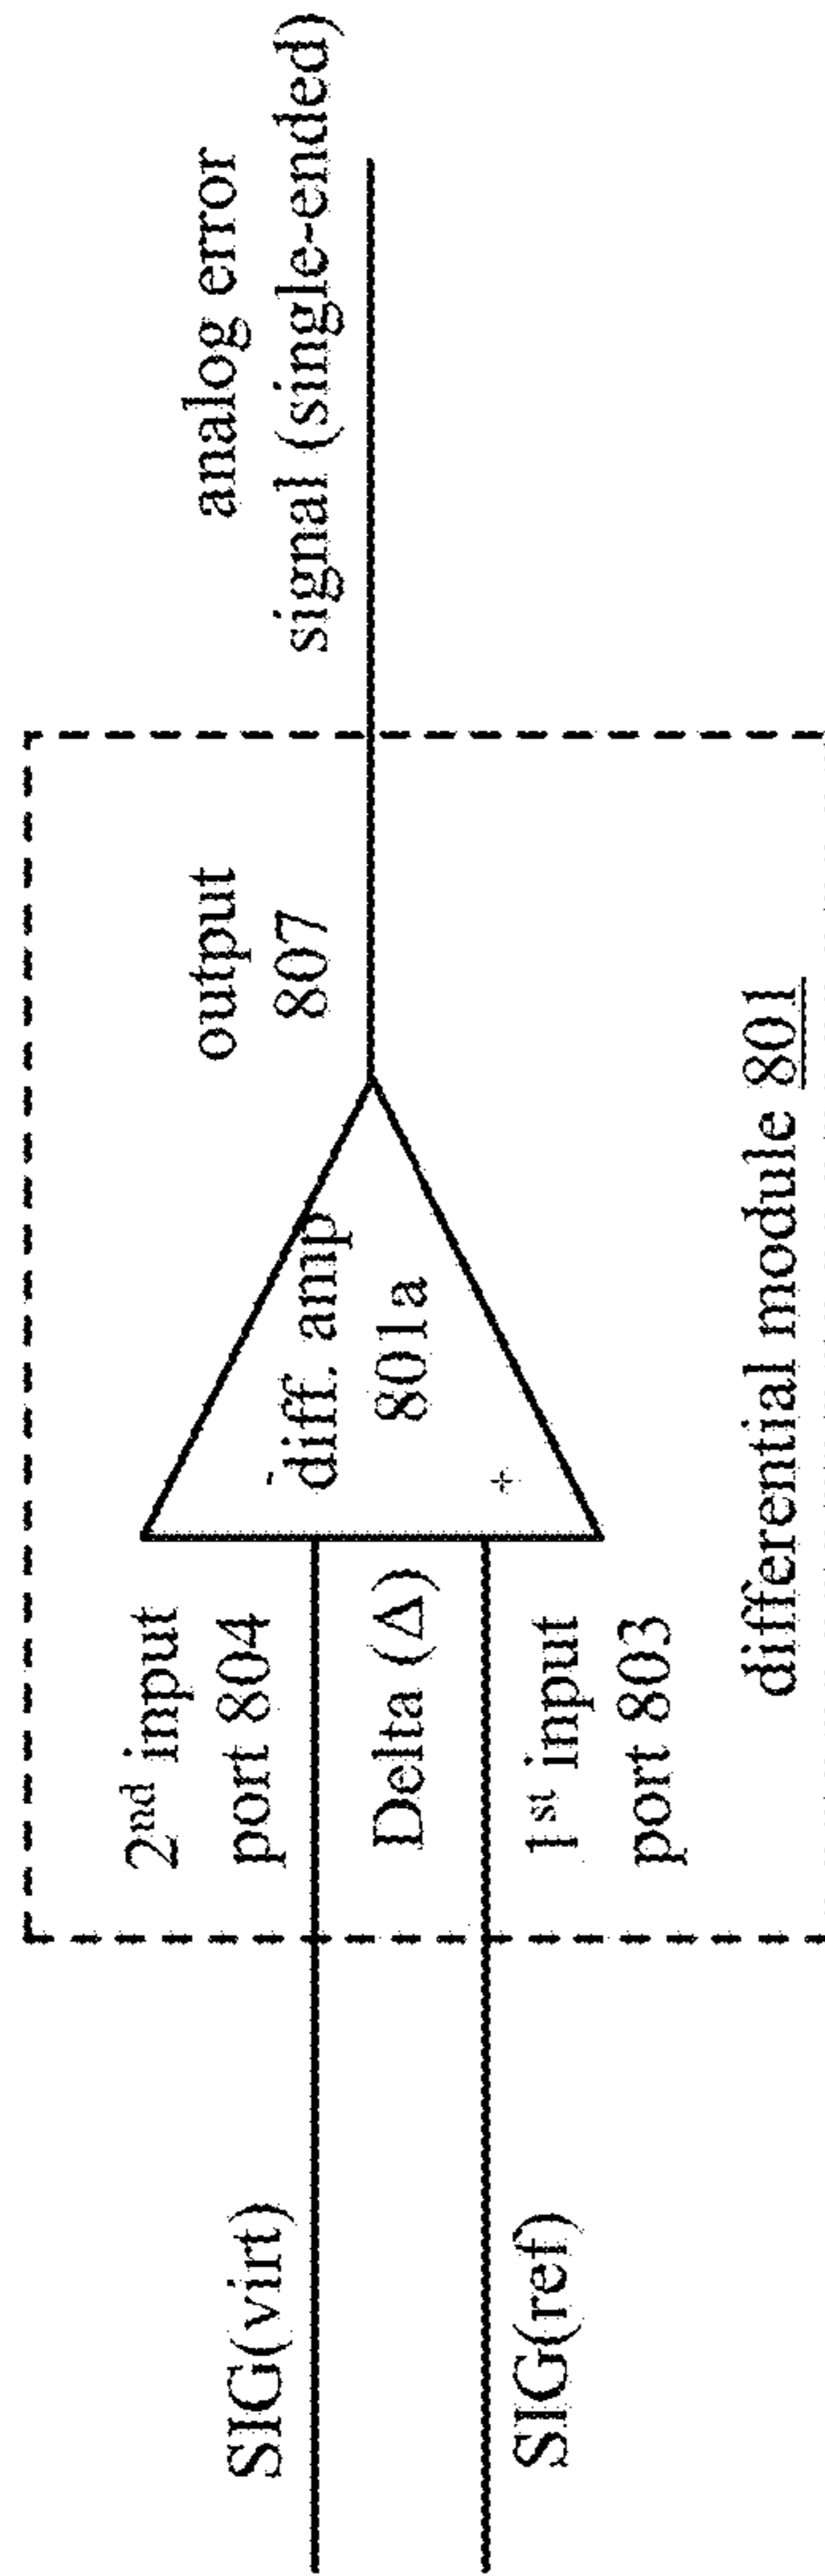 SIG(virt)
SIG(ref)
2nd input
port 804
Delta (Δ)
1st input
port 803
-
diff. amp
801a
+
output
807
differential module 801
analog error
signal (single-ended)